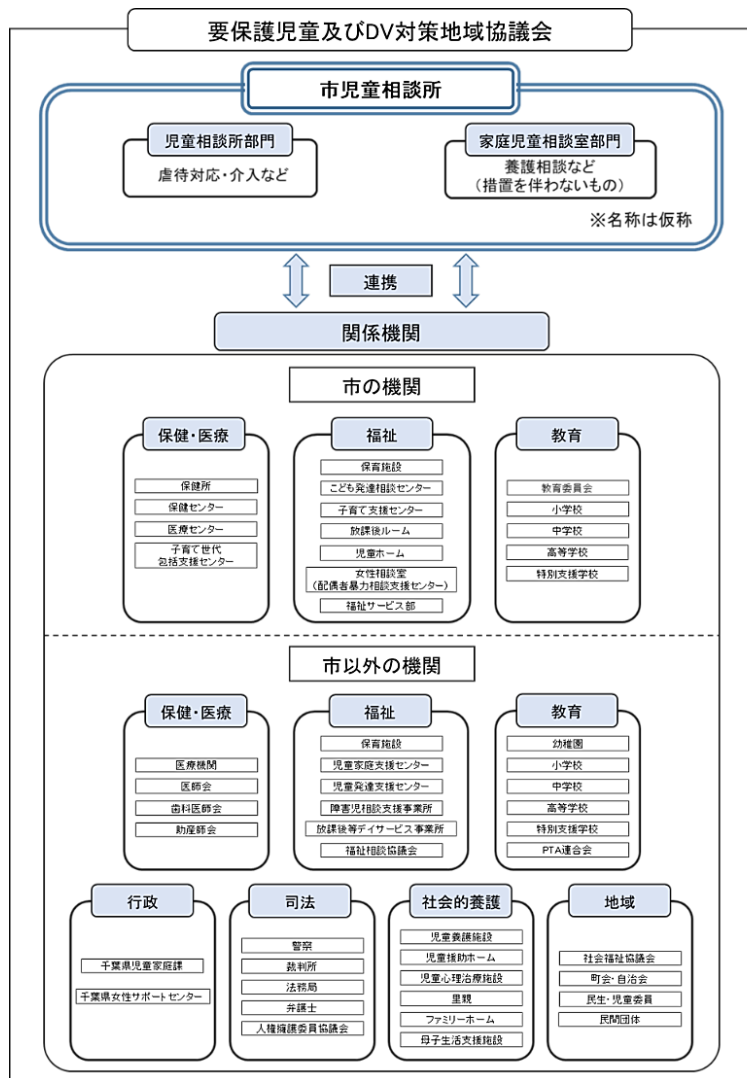 要保護児童及びDV対策地域協議会
市児童相談所
児童相談所部門
虐待対応・介入など
家庭児童相談室部門
養護相談など
(措置を伴わないもの)
※名称は仮称
連携
関係機関
市の機関
保健・医療
保健所
保健センター
医療センター
子育て世代
包括支援センター
福祉
保育施設
こども発達相談センター
子育て支援センター
放課後ルーム
児童ホーム
女性相談室
(配偶者暴力相談支援センター)
福祉サービス部
教育
教育委員会
小学校
中学校
高等学校
特別支援学校
市以外の機関
保健・医療
医療機関
医師会
歯科医師会
助産師会
福祉
保育施設
児童家庭支援センター
児童発達支援センター
障害児相談支援事業所
放課後等デイサービス事業所
福祉相談協議会
教育
幼稚園
小学校
中学校
高等学校
特別支援学校
PTA連合会
行政
千葉県児童家庭課
千葉県女性サポートセンター
司法
警察
裁判所
法務局
弁護士
人権擁護委員協議会
社会的養護
児童養護施設
児童援助ホーム
児童心理治療施設
里親
ファミリーホーム
母子生活支援施設
地域
社会福祉協議会
町会・自治会
民生・児童委員
民間団体